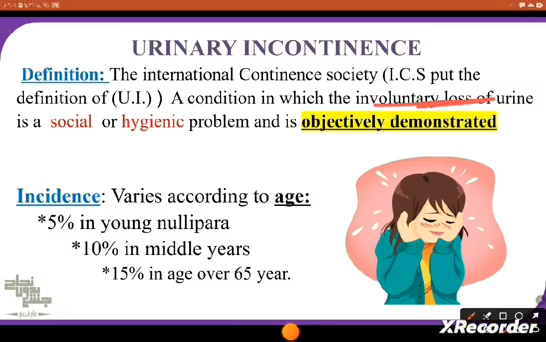 URINARY INCONTINENCE
Definition: The international Continence society (I.C.S put the
definition of (U.I.) ) A condition in which the involuntary loss of urine
is a social or hygienic problem and is objectively demonstrated
Incidence: Varies according to age:
*5% in young nullipara
*10% in middle years
*15% in age over 65 year.
XRecorder